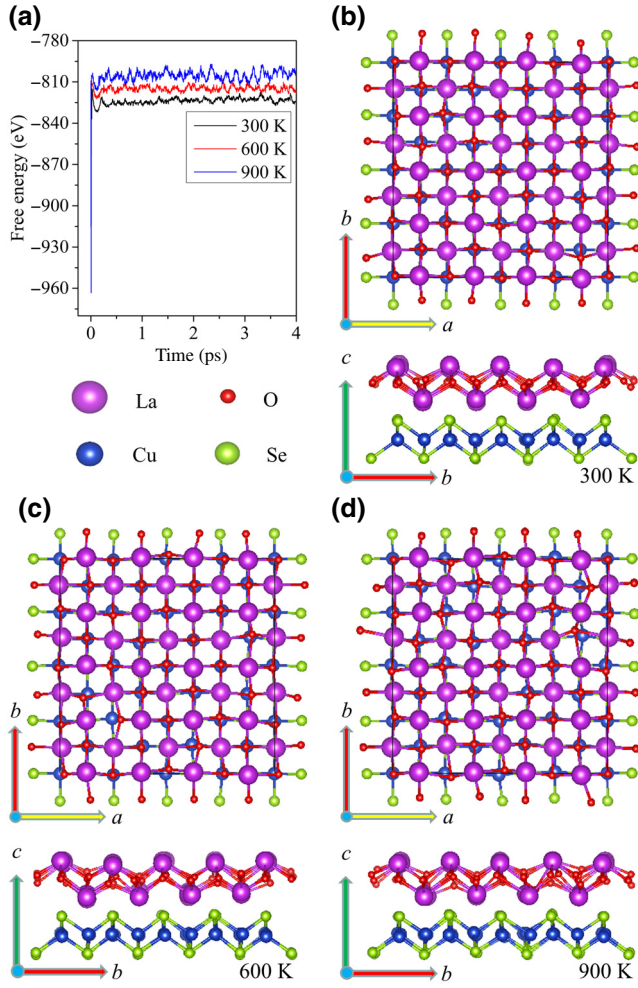 (a)
−780
−810
−840
−870
−900
−930
−960
Free energy (eV)
300 K
600 K
900 K
0
1
2
3
4
Time (ps)
La
O
Cu
Se
(b)
b
a
c
b
300 K
(c)
b
a
c
b
600 K
(d)
b
a
c
b
900 K